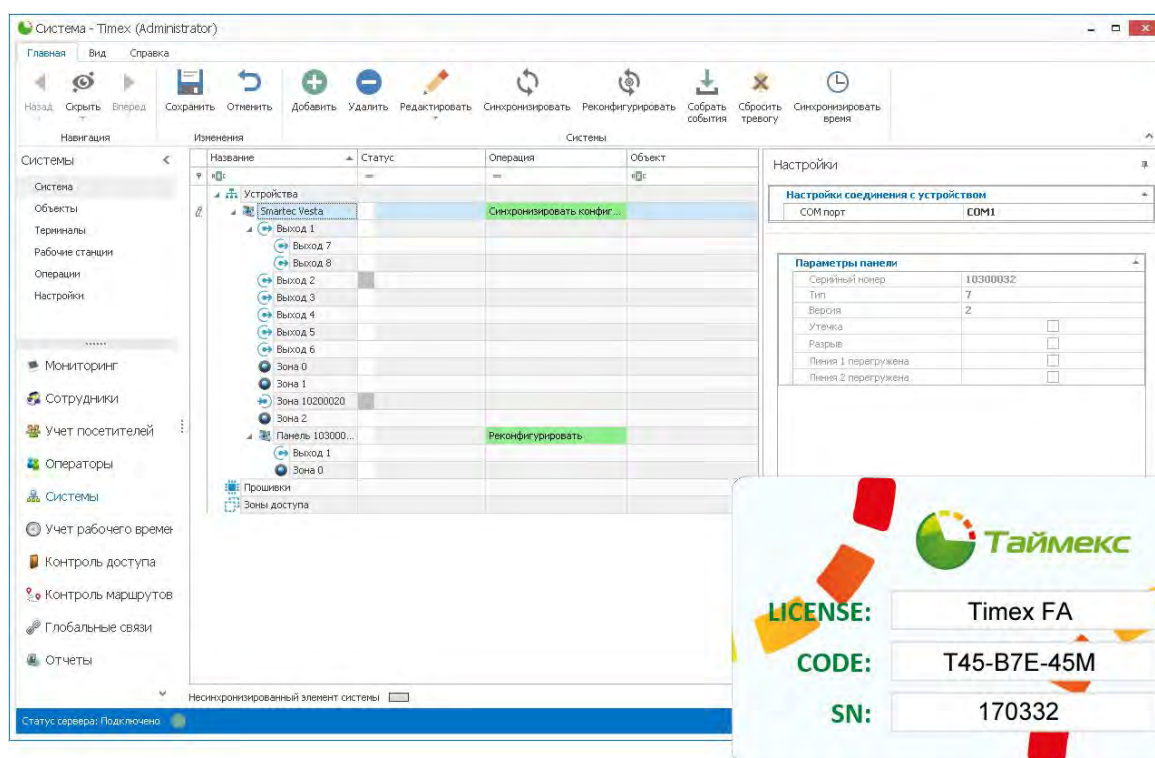 Система - Timex (Administrator)
Главная Вид Справка
Назад Скрыть Вперед Сохранить Отменить Добавить Удалить Редактировать Синхронизировать Реконфигурировать Собрать события Сбросить тревогу Синхронизировать время
Навигация Изменения Системы
Системы
Система
Объекты
Терминалы
Рабочие станции
Операции
Настройки
Мониторинг
Сотрудники
Учет посетителей
Операторы
Системы
Учет рабочего времен
Контроль доступа
Контроль маршрутов
Глобальные связи
Отчеты
Название Статус Операция Объект
Устройства
Smartec Vesta Синхронизировать конфиг...
Выход 1
Выход 7
Выход 8
Выход 2
Выход 3
Выход 4
Выход 5
Выход 6
Зона 0
Зона 1
Зона 10200020
Зона 2
Панель 103000... Реконфигурировать
Выход 1
Зона 0
Прошивки
Зоны доступа
Несинхронизированный элемент системы
Настройки
Настройки соединения с устройством
COM порт COM1
Параметры панели
Серийный номер 10300032
Тип 7
Версия 2
Утечка
Разрыв
Линия 1 перегружена
Линия 2 перегружена
Статус сервера: Подключено
Таймекс
LICENSE: Timex FA
CODE: T45-B7E-45M
SN: 170332